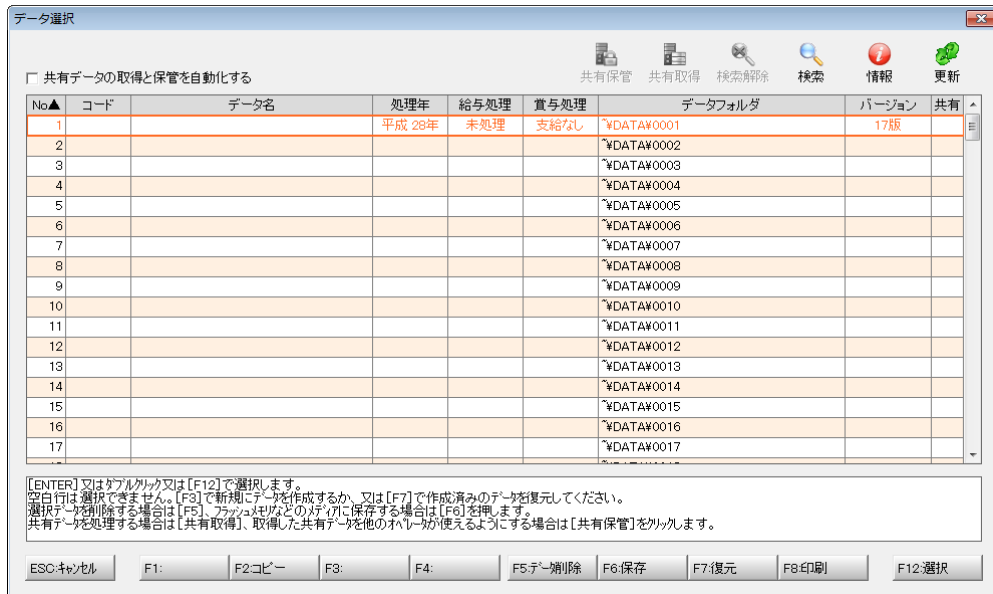 データ選択
共有データの取得と保管を自動化する
共有保管 共有取得 検索解除 検索 情報 更新
No▲ コード データ名 処理年 給与処理 賞与処理 データフォルダ バージョン 共有
1 平成 28年 未処理 支給なし ~¥DATA¥0001 17版
2 ~¥DATA¥0002
3 ~¥DATA¥0003
4 ~¥DATA¥0004
5 ~¥DATA¥0005
6 ~¥DATA¥0006
7 ~¥DATA¥0007
8 ~¥DATA¥0008
9 ~¥DATA¥0009
10 ~¥DATA¥0010
11 ~¥DATA¥0011
12 ~¥DATA¥0012
13 ~¥DATA¥0013
14 ~¥DATA¥0014
15 ~¥DATA¥0015
16 ~¥DATA¥0016
17 ~¥DATA¥0017
[ENTER]又はﾀﾞﾌﾞﾙｸﾘｯｸ又は[F12]で選択します。
空白行は選択できません。[F3]で新規にﾃﾞｰﾀを作成するか、又は[F7]で作成済みのﾃﾞｰﾀを復元してください。
選択ﾃﾞｰﾀを削除する場合は[F5]、ﾌﾗｯｼｭﾒﾓﾘなどのﾒﾃﾞｨｱに保存する場合は[F6]を押します。
共有ﾃﾞｰﾀを処理する場合は[共有取得]、取得した共有ﾃﾞｰﾀを他のｵﾍﾟﾚｰﾀが使えるようにする場合は[共有保管]をｸﾘｯｸします。
ESC:ｷｬﾝｾﾙ F1: F2:コピー F3: F4: F5:ﾃﾞｰﾀ削除 F6:保存 F7:復元 F8:印刷 F12:選択